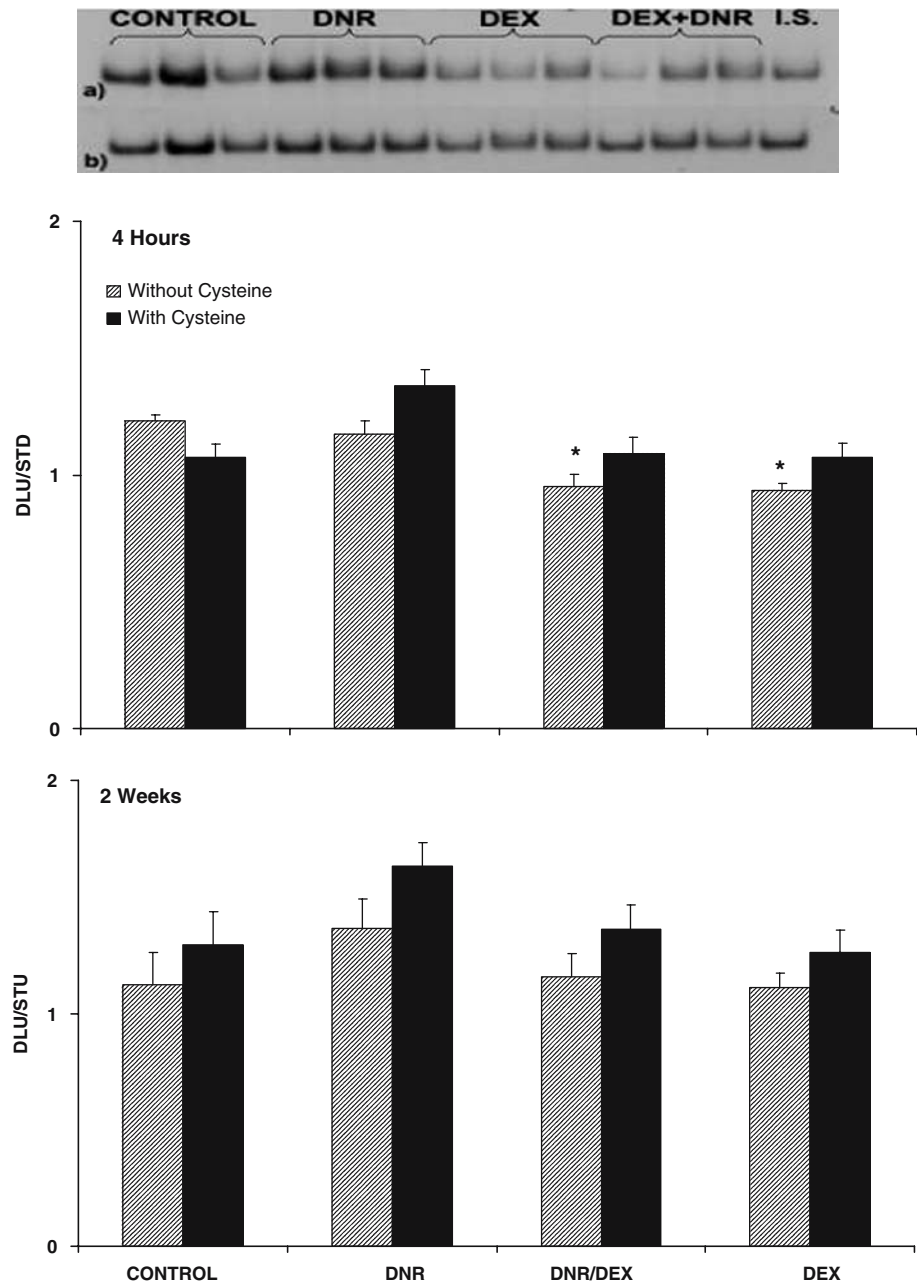 CONTROL DNR DEX DEX+DNR I.S.
a)
b)
2
4 Hours
Without Cysteine
With Cysteine
DLU/STD
*
*
1
0
2
2 Weeks
DLU/STU
1
0
CONTROL DNR DNR/DEX DEX